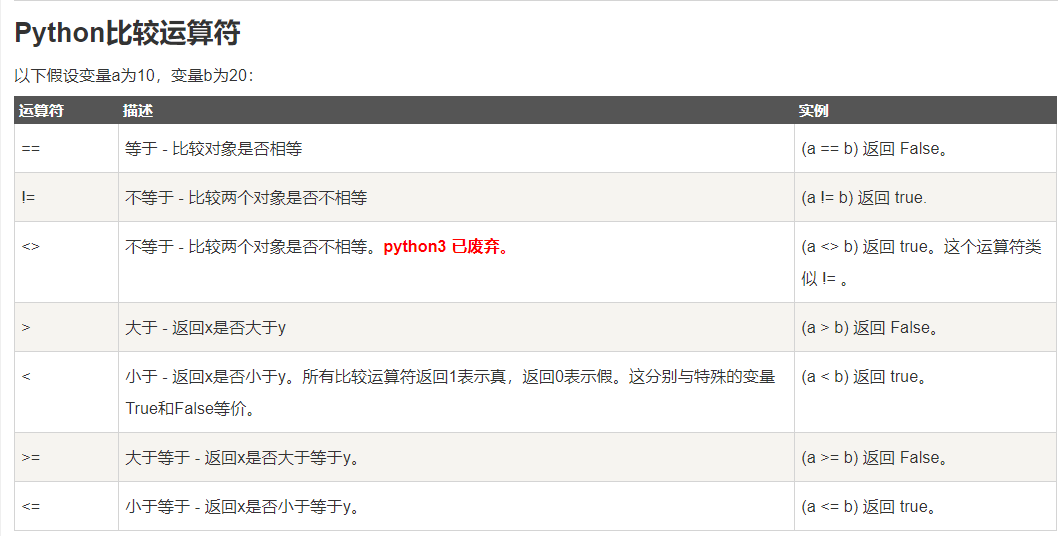 Python比较运算符
以下假设变量a为10，变量b为20：
运算符 描述 实例
== 等于 - 比较对象是否相等 (a == b) 返回 False。
!= 不等于 - 比较两个对象是否不相等 (a != b) 返回 true.
<> 不等于 - 比较两个对象是否不相等。python3 已废弃。 (a <> b) 返回 true。这个运算符类
似 != 。
> 大于 - 返回x是否大于y (a > b) 返回 False。
< 小于 - 返回x是否小于y。所有比较运算符返回1表示真，返回0表示假。这分别与特殊的变量 (a < b) 返回 true。
True和False等价。
>= 大于等于 - 返回x是否大于等于y。 (a >= b) 返回 False。
<= 小于等于 - 返回x是否小于等于y。 (a <= b) 返回 true。